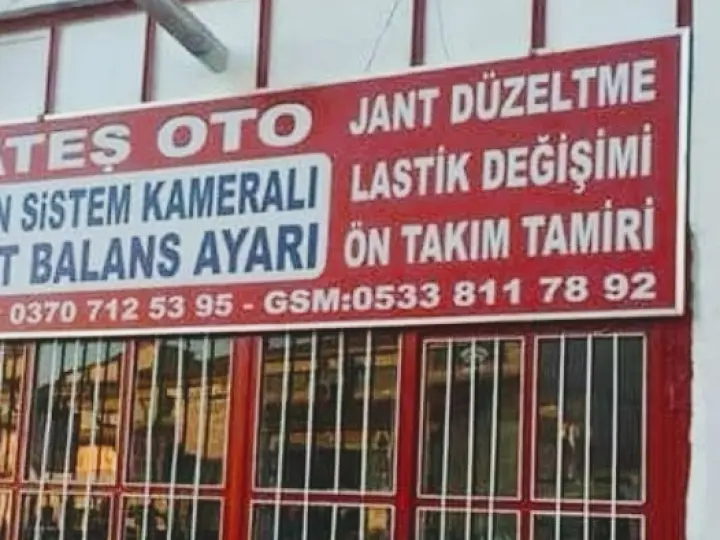 ATEŞ OTO
SİSTEM KAMERALI
BALANS AYARI
JANT DÜZELTME
LASTİK DEĞİŞİMİ
ÖN TAKIM TAMİRİ
0370 712 53 95 - GSM:0533 811 78 92